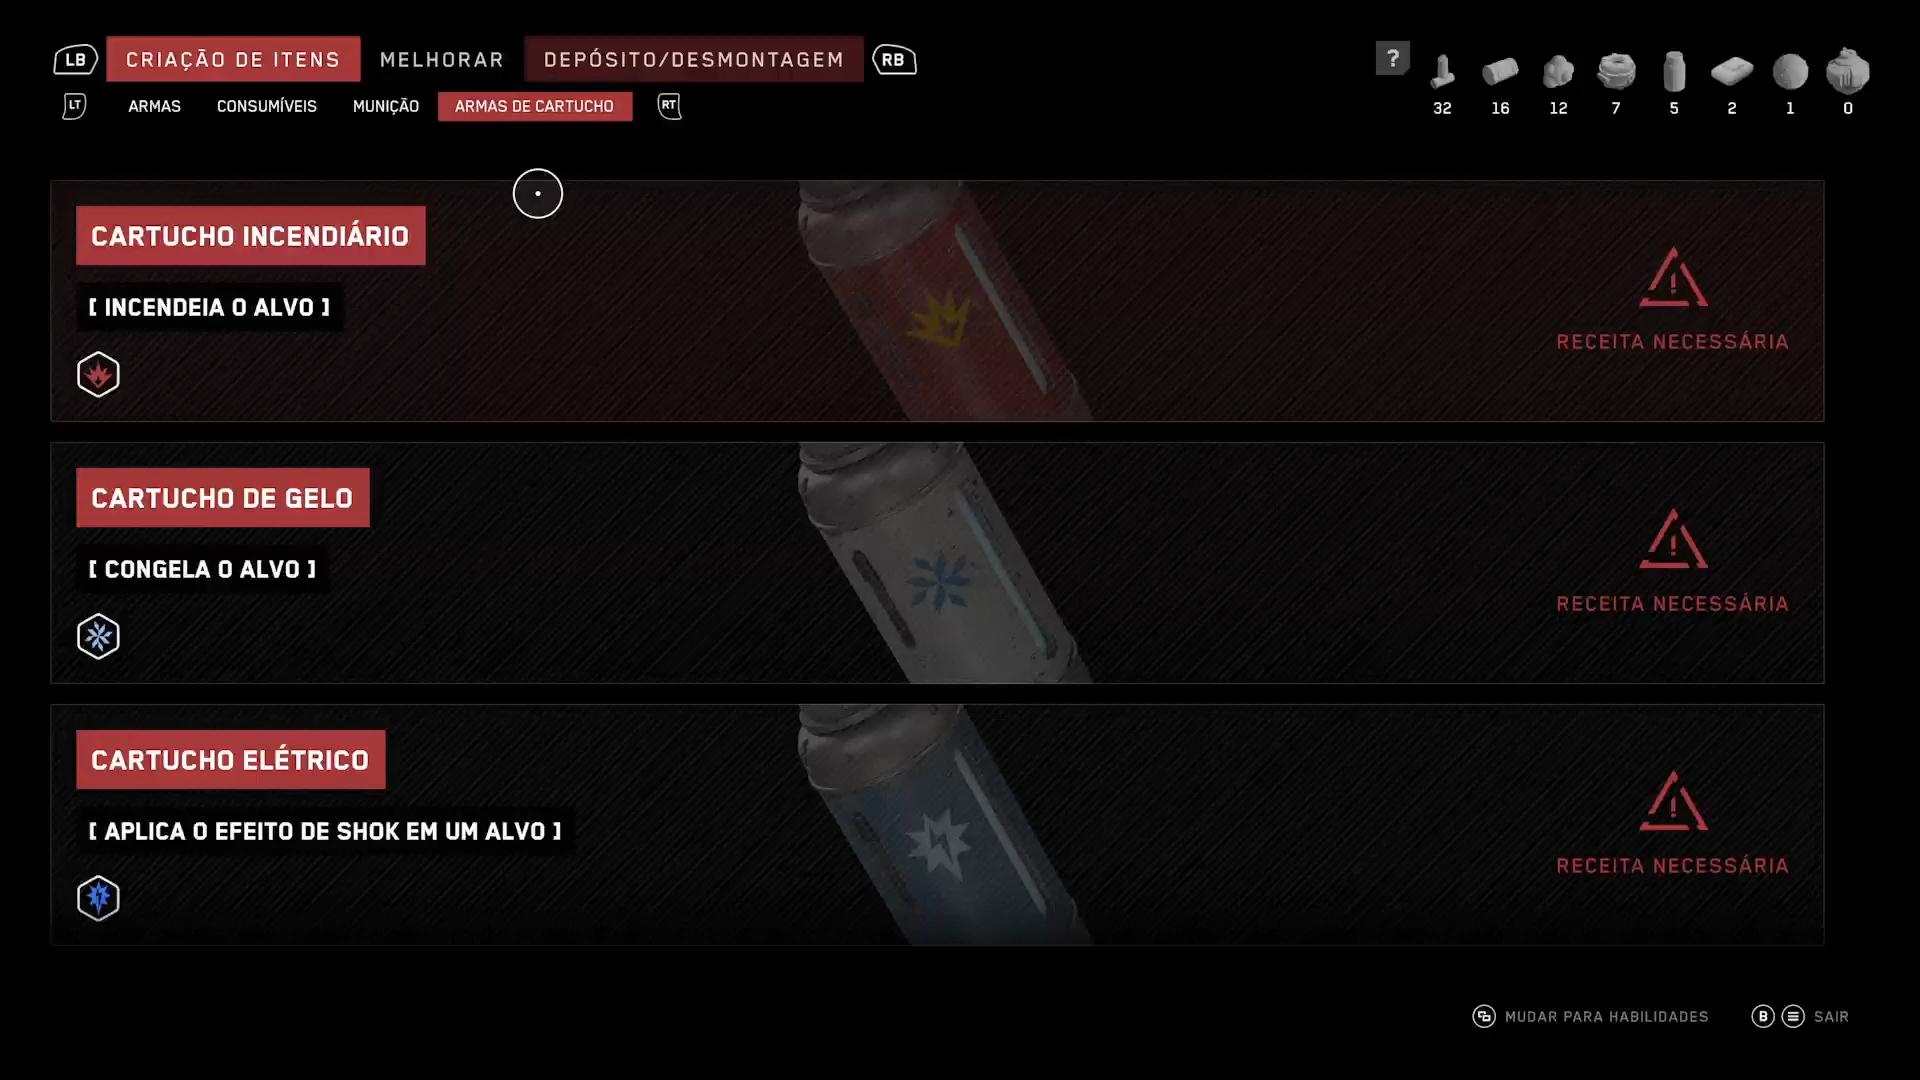 LB CRIAÇÃO DE ITENS MELHORAR DEPÓSITO/DESMONTAGEM RB
LT ARMAS CONSUMÍVEIS MUNIÇÃO ARMAS DE CARTUCHO RT
?
32 16 12 7 5 2 1 0
CARTUCHO INCENDIÁRIO
[ INCENDEIA O ALVO ]
RECEITA NECESSÁRIA
CARTUCHO DE GELO
[ CONGELA O ALVO ]
RECEITA NECESSÁRIA
CARTUCHO ELÉTRICO
[ APLICA O EFEITO DE SHOK EM UM ALVO ]
RECEITA NECESSÁRIA
MUDAR PARA HABILIDADES B SAIR